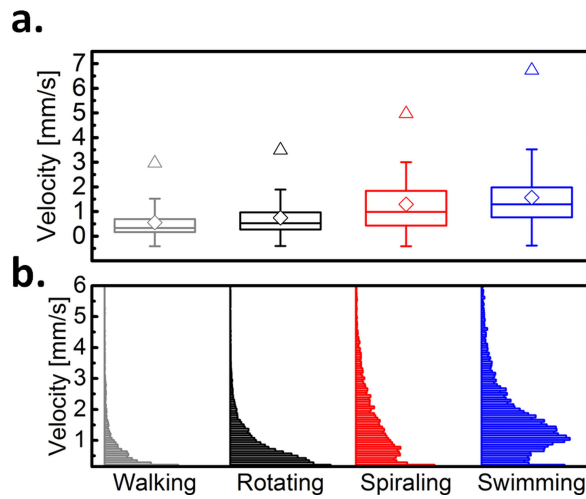 a.
Velocity [mm/s]
7
6
5
4
3
2
1
0
b.
Velocity [mm/s]
6
5
4
3
2
1
Walking Rotating Spiraling Swimming